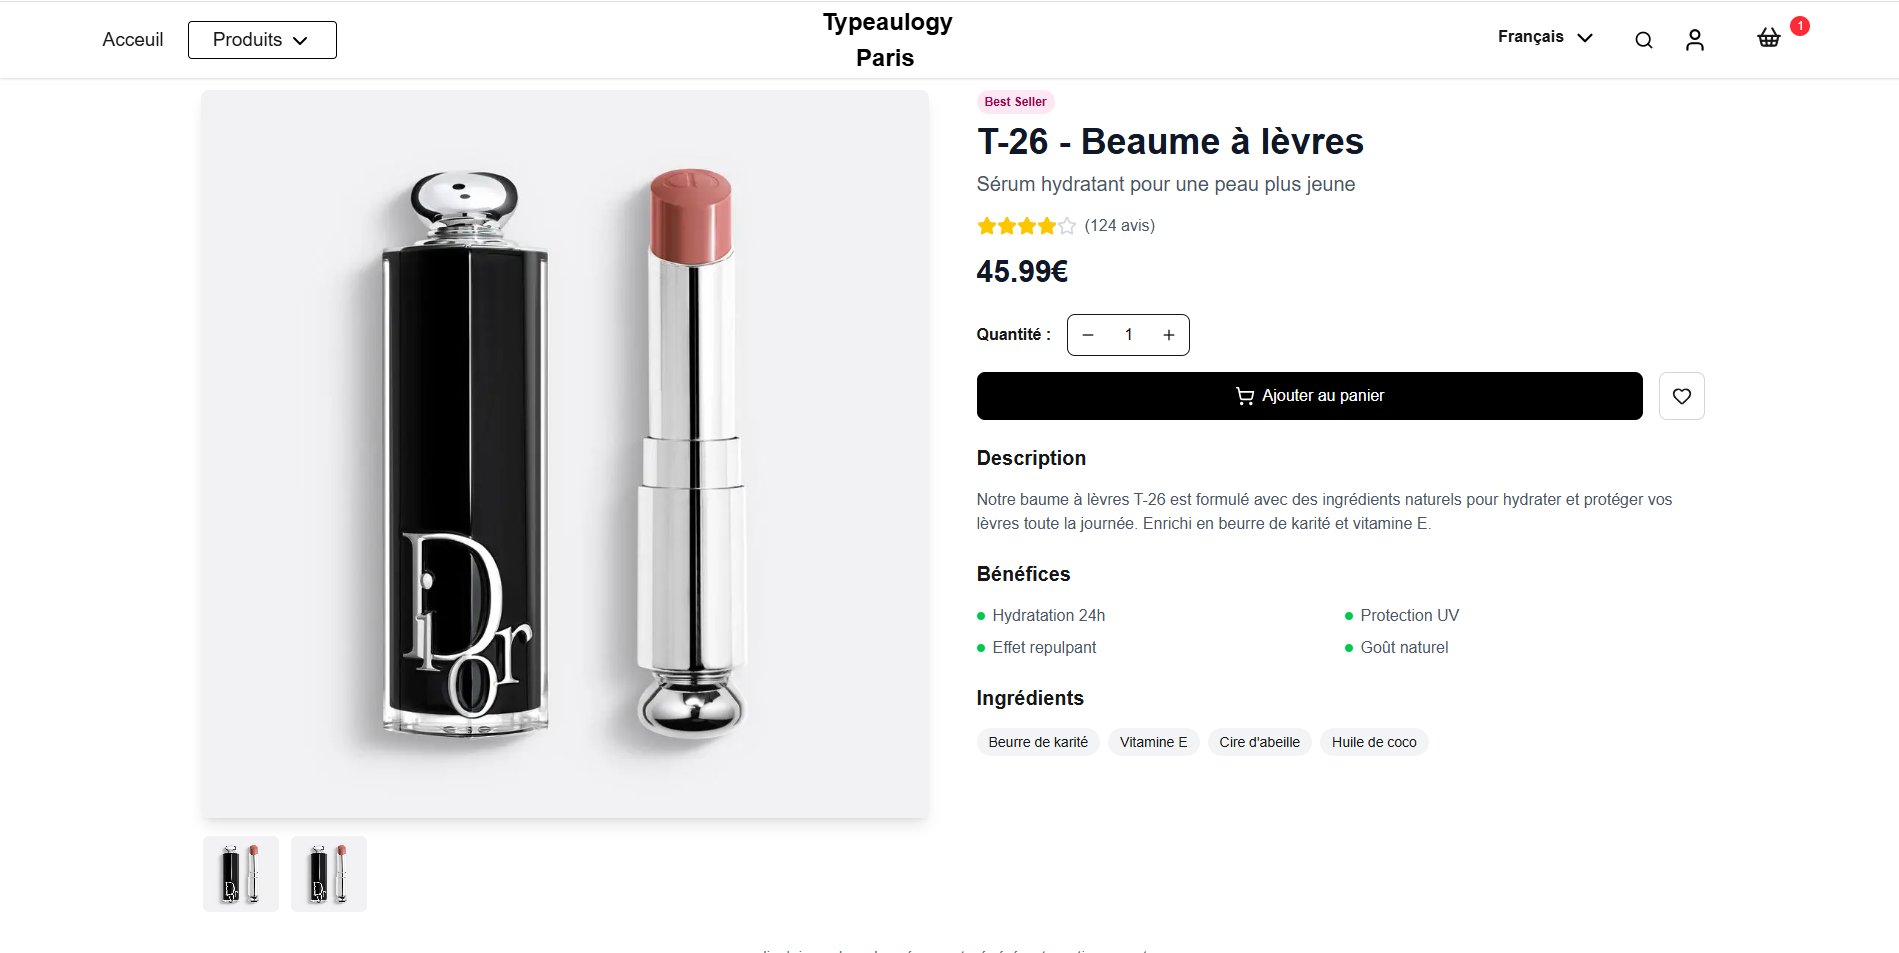 Acceuil
Produits
Typeaulogy
Paris
Français
1
Best Seller
T-26 - Beaume à lèvres
Sérum hydratant pour une peau plus jeune
(124 avis)
45.99€
Quantité :
1
Ajouter au panier
Description
Notre baume à lèvres T-26 est formulé avec des ingrédients naturels pour hydrater et protéger vos
lèvres toute la journée. Enrichi en beurre de karité et vitamine E.
Bénéfices
Hydratation 24h
Protection UV
Effet repulpant
Goût naturel
Ingrédients
Beurre de karité
Vitamine E
Cire d'abeille
Huile de coco
Dior